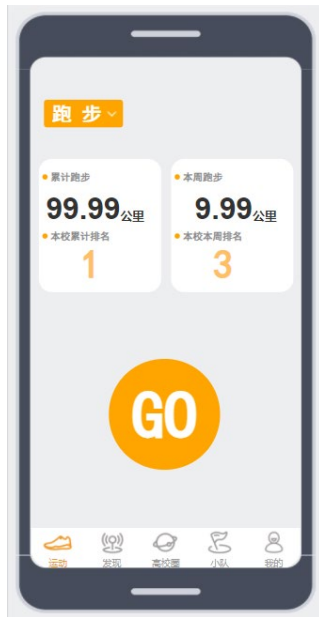 跑 步
累计跑步
99.99公里
本校累计排名
1
本周跑步
9.99公里
本校本周排名
3
GO
运动 发现 高校圈 小队 我的